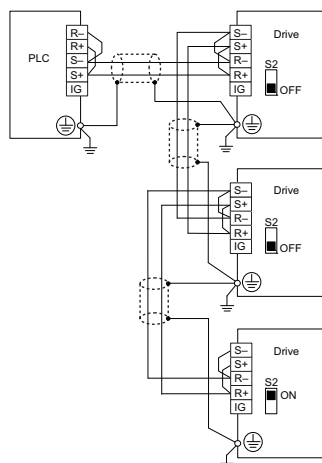 PLC
R–
R+
S–
S+
IG
S–
S+
R–
R+
IG
Drive
S2
OFF
S–
S+
R–
R+
IG
Drive
S2
OFF
S–
S+
R–
R+
IG
Drive
S2
ON